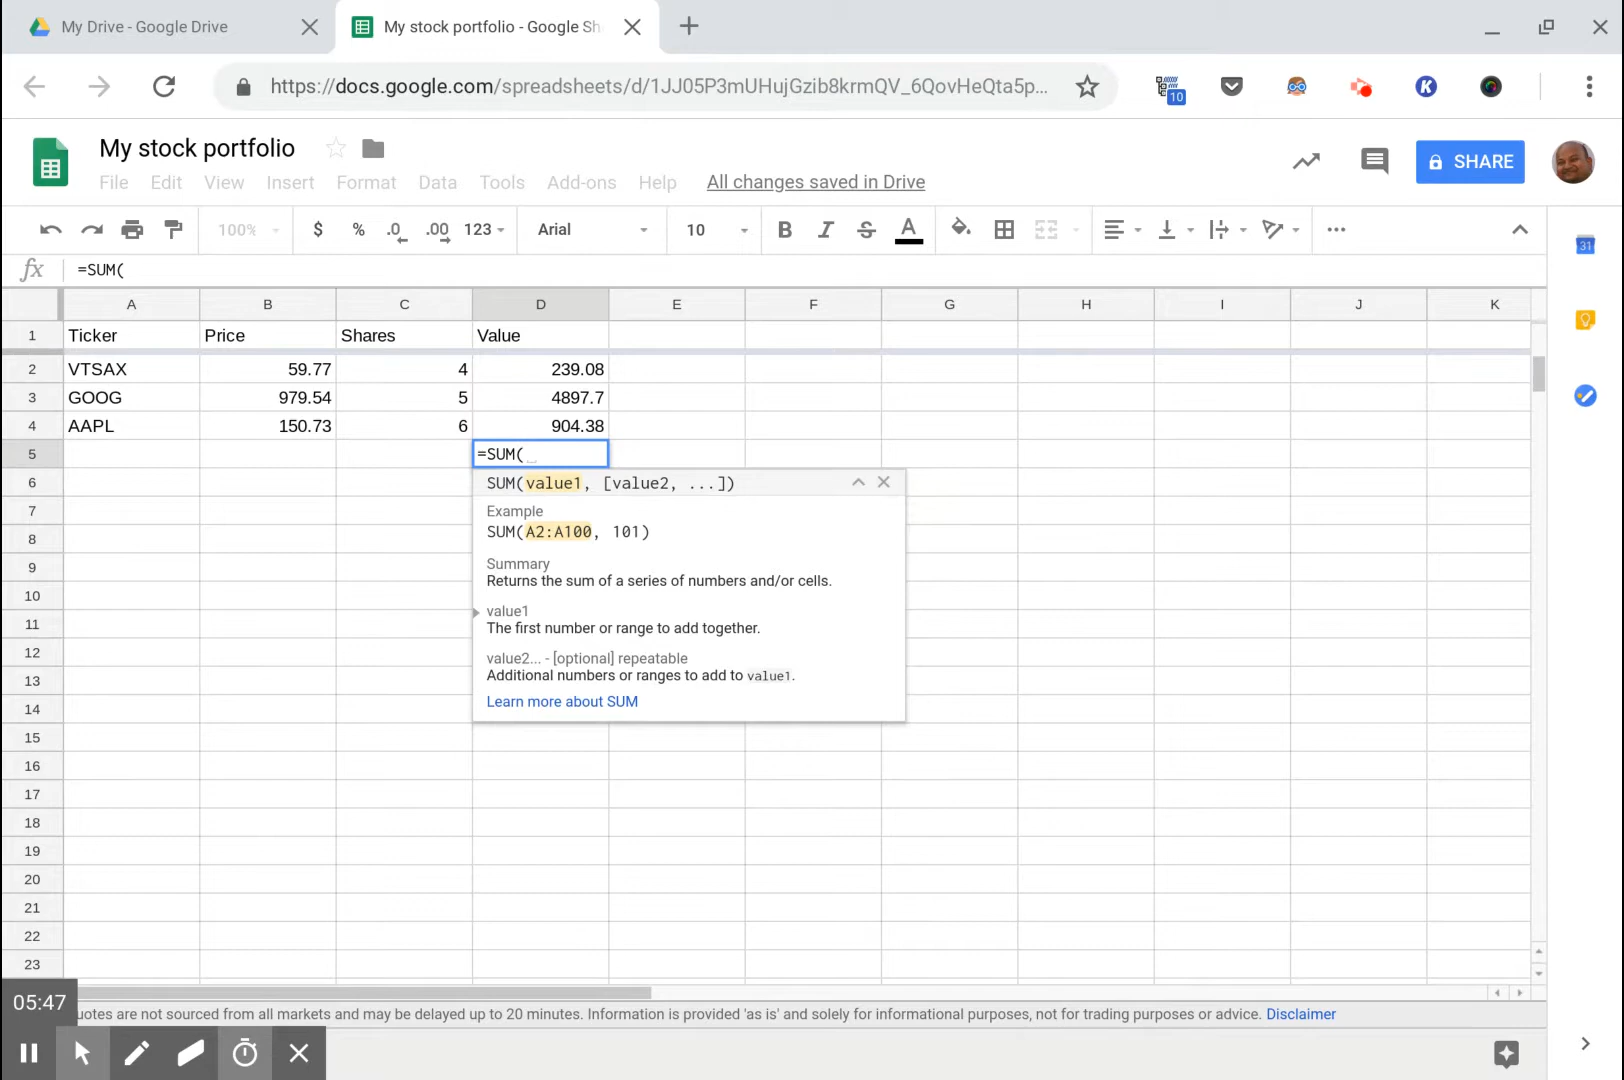 My Drive - Google Drive
My stock portfolio - Google Sh
https://docs.google.com/spreadsheets/d/1JJ05P3mUHujGzib8krmQV_6QovHeQta5p...
10
K
My stock portfolio
File Edit View Insert Format Data Tools Add-ons Help All changes saved in Drive
SHARE
100% $ % .0 .00 123 Arial 10 B I S A
31
fx =SUM(
A B C D E F G H I J K
1 Ticker Price Shares Value
2 VTSAX 59.77 4 239.08
3 GOOG 979.54 5 4897.7
4 AAPL 150.73 6 904.38
5 =SUM(
6 SUM(value1, [value2, ...])
7 Example
SUM(A2:A100, 101)
8
9 Summary
Returns the sum of a series of numbers and/or cells.
10
11 value1
The first number or range to add together.
12
value2... - [optional] repeatable
13 Additional numbers or ranges to add to value1.
14 Learn more about SUM
15
16
17
18
19
20
21
22
23
05:47
uotes are not sourced from all markets and may be delayed up to 20 minutes. Information is provided 'as is' and solely for informational purposes, not for trading purposes or advice. Disclaimer